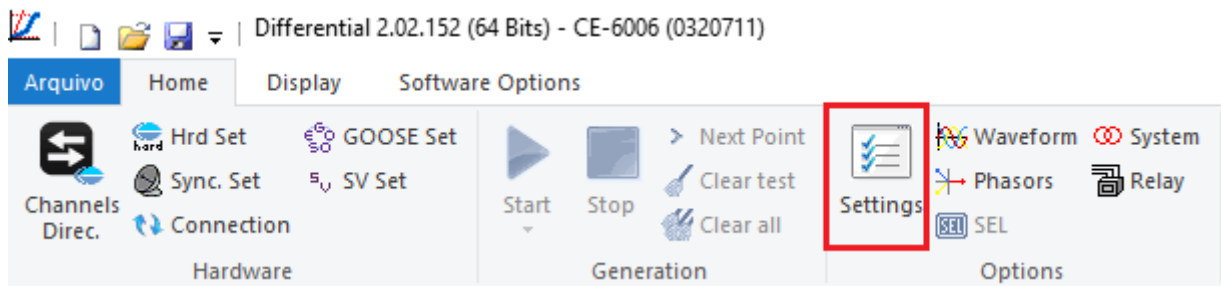 Differential 2.02.152 (64 Bits) - CE-6006 (0320711)
Arquivo Home Display Software Options
Hrd Set GOOSE Set Next Point Waveform System
Sync. Set SV Set Clear test Phasors Relay
Channels Direc. Connection Start Stop Clear all Settings SEL SEL
hard
Hardware Generation Options